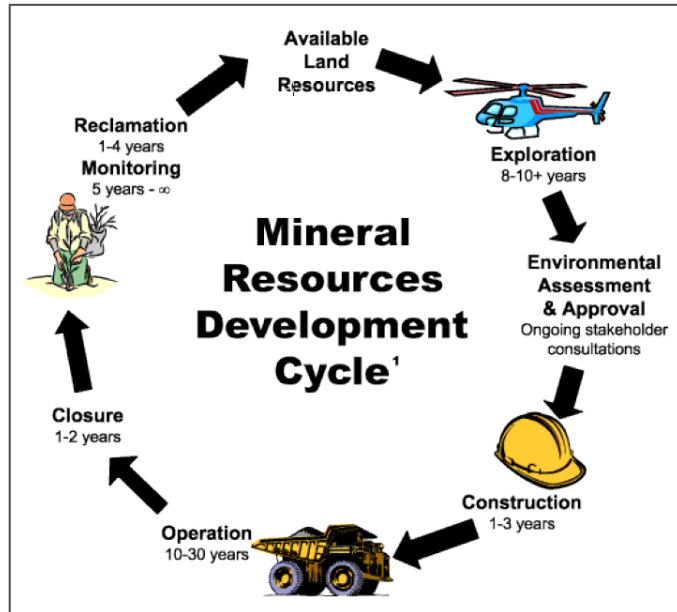 Available
Land
Resources
Exploration
8-10+ years
Environmental
Assessment
& Approval
Ongoing stakeholder
consultations
Construction
1-3 years
Operation
10-30 years
Closure
1-2 years
Reclamation
1-4 years
Monitoring
5 years - ∞
Mineral
Resources
Development
Cycle¹